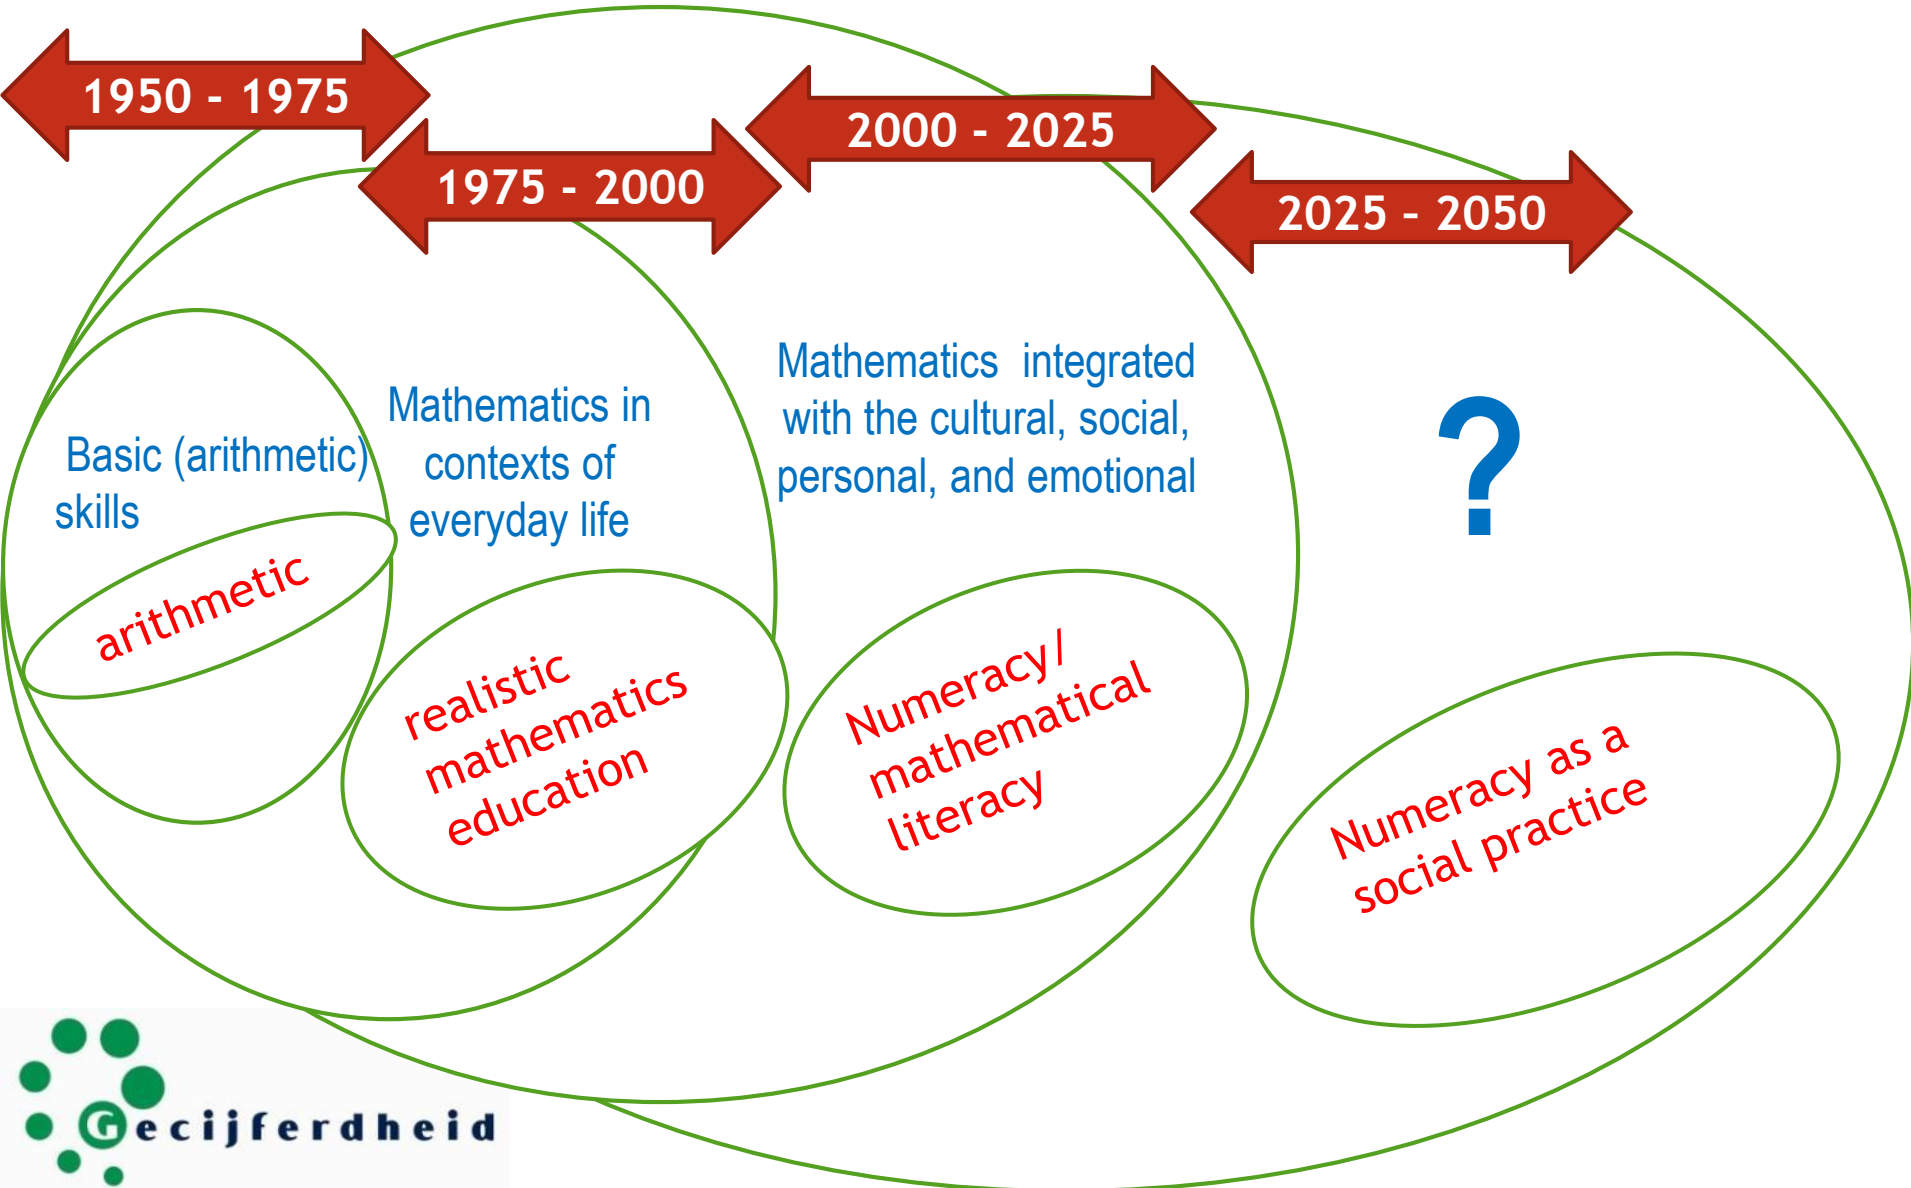 1950 - 1975
1975 - 2000
2000 - 2025
2025 - 2050
Basic (arithmetic)
skills
arithmetic
Mathematics in
contexts of
everyday life
realistic
mathematics
education
Mathematics integrated
with the cultural, social,
personal, and emotional
Numeracy/
mathematical
literacy
?
Numeracy as a
social practice
Gecijferdheid